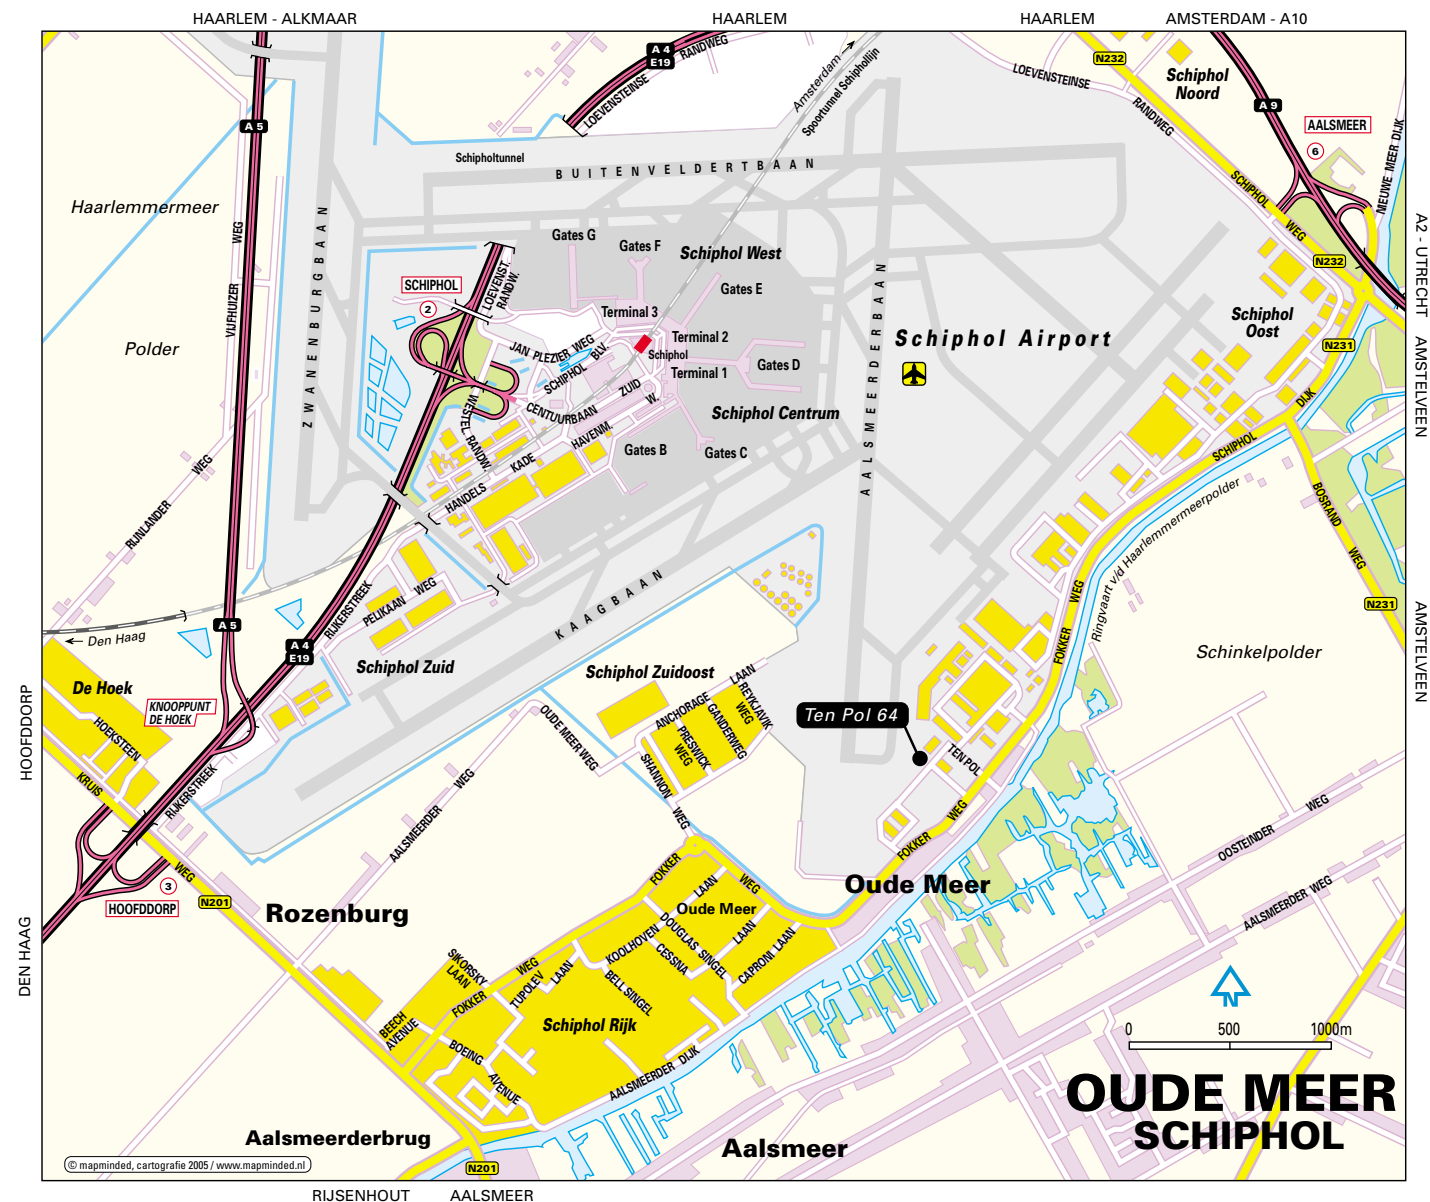 HAARLEM - ALKMAAR
HAARLEM
HAARLEM
AMSTERDAM - A10
A 4
E19
RANDWEG
LOEVENSTEINSE
Amsterdam
Spoortunnel Schiphollijn
LOEVENSTEINSE
RANDWEG
N232
Schiphol
Noord
A 9
AALSMEER
6
NIEUWE MEER DIJK
A 5
Schipholtunnel
BUITENVELDERTBAAN
SCHIPHOL
WEG
N232
Haarlemmermeer
Polder
VIJFHUIZER
WEG
ZWANENBURGBAAN
SCHIPHOL
2
LOEVENST.
RANDW.
Gates G
Gates F
Schiphol West
Gates E
Terminal 3
Terminal 2
Schiphol
Terminal 1
Gates D
JAN PLEZIER WEG
SCHIPHOL
BLV.
ZUID
W.
CENTUURBAAN
HAVENM.
KADE
HANDELS
WESTEL. RANDW.
Schiphol Centrum
Gates B
Gates C
AALSMEERDERBAAN
Schiphol Airport
Schiphol
Oost
N231
DIJK
SCHIPHOL
A2 - UTRECHT
AMSTELVEEN
AMSTELVEEN
BOSRAND
WEG
N231
Ringvaart v/d Haarlemmermeerpolder
Schinkelpolder
RIJNLANDER
WEG
Den Haag
A 5
A 4
E19
RIJKERSTREEK
PELIKAAN
WEG
KAAGBAAN
Schiphol Zuid
De Hoek
HOEKSTEEN
KNOOPPUNT
DE HOEK
RIJKERSTREEK
KRUIS
WEG
3
HOOFDDORP
N201
HOOFDDORP
DEN HAAG
Schiphol Zuidoost
OUDE MEER WEG
ANCHORAGE
LAAN
REYKJAVIK
WEG
GANDERWEG
PRESWICK
WEG
SHANNON
WEG
Ten Pol 64
TEN POL
FOKKER
WEG
FOKKER
WEG
AALSMEERDER
WEG
Rozenburg
Oude Meer
FOKKER
WEG
LAAN
Oude Meer
DOUGLAS SINGEL
LAAN
KOOLHOVEN
CESSNA
CAPRONI LAAN
BELL SINGEL
SIKORSKY
LAAN
WEG
FOKKER
TUPOLEV
LAAN
BEECH
AVENUE
Schiphol Rijk
BOEING
AVENUE
AALSMEERDER DIJK
OOSTEINDER
WEG
AALSMEERDER WEG
0
500
1000m
OUDE MEER
SCHIPHOL
Aalsmeerderbrug
Aalsmeer
N201
© mapminded, cartografie 2005 / www.mapminded.nl
RIJSENHOUT
AALSMEER